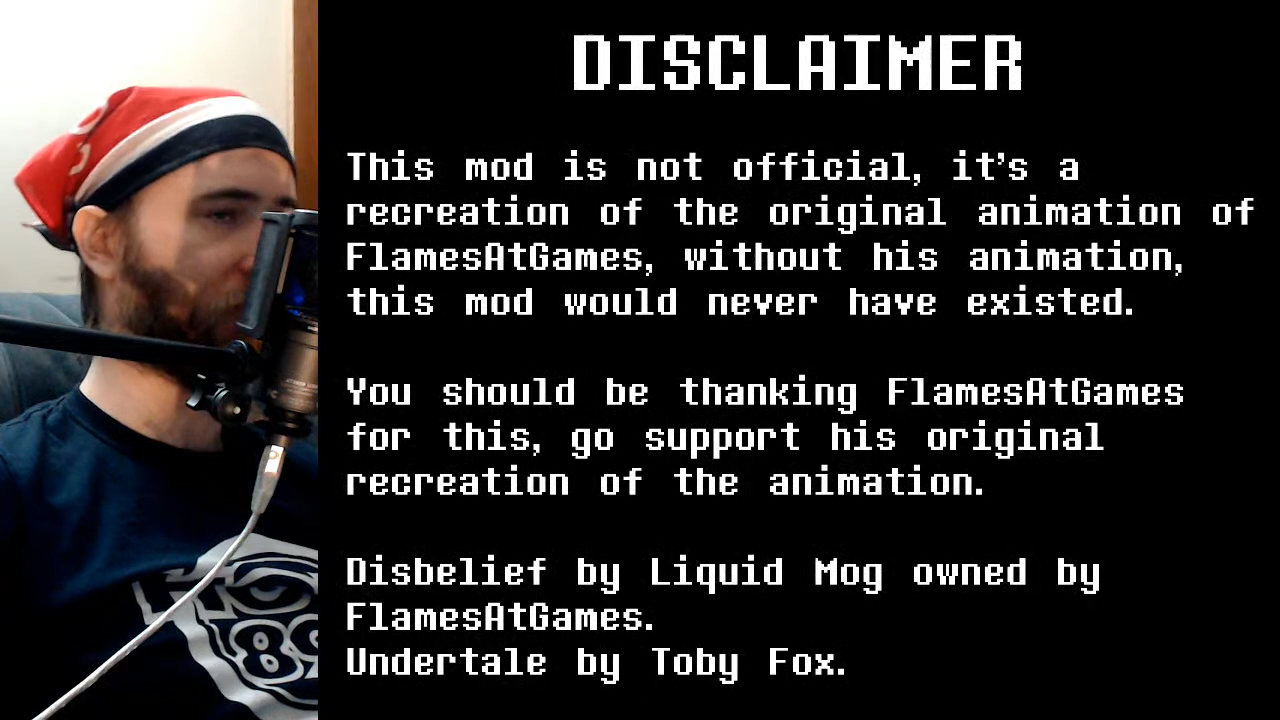 DISCLAIMER
This mod is not official, it's a
recreation of the original animation of
FlamesAtGames, without his animation,
this mod would never have existed.
You should be thanking FlamesAtGames
for this, go support his original
recreation of the animation.
Disbelief by Liquid Mog owned by
FlamesAtGames.
Undertale by Toby Fox.